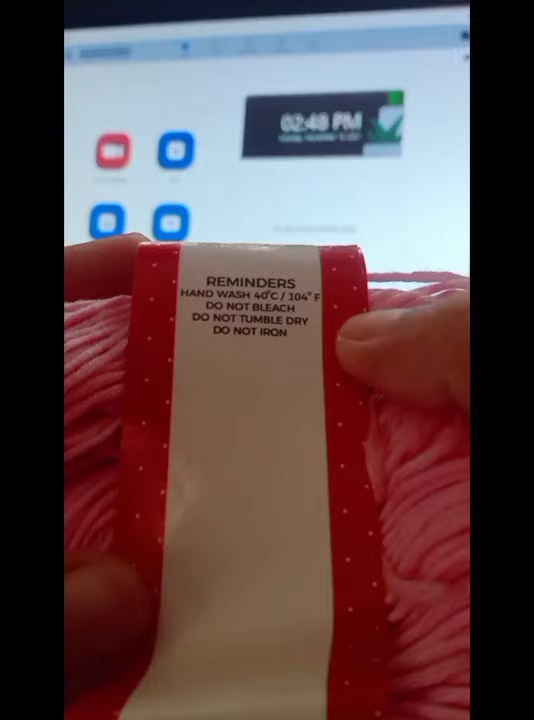 02:48 PM
REMINDERS
HAND WASH 40°C / 104° F
DO NOT BLEACH
DO NOT TUMBLE DRY
DO NOT IRON